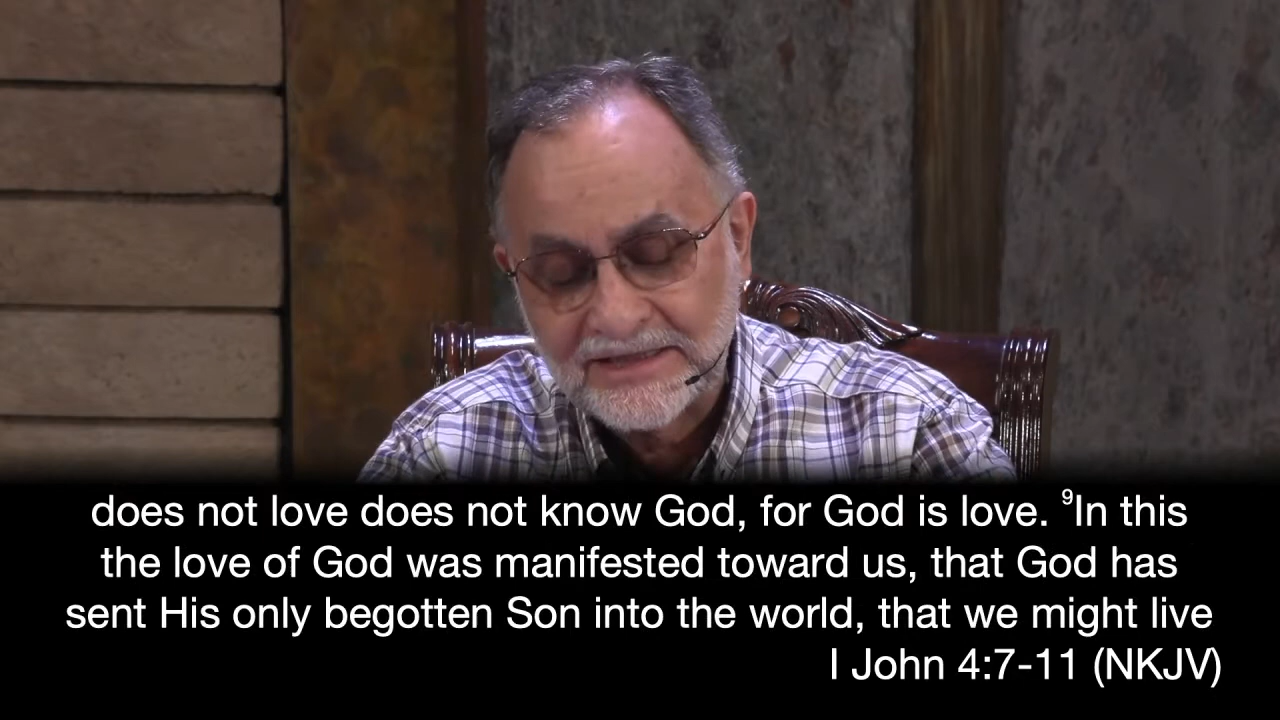 does not love does not know God, for God is love. ⁹In this
the love of God was manifested toward us, that God has
sent His only begotten Son into the world, that we might live
I John 4:7-11 (NKJV)